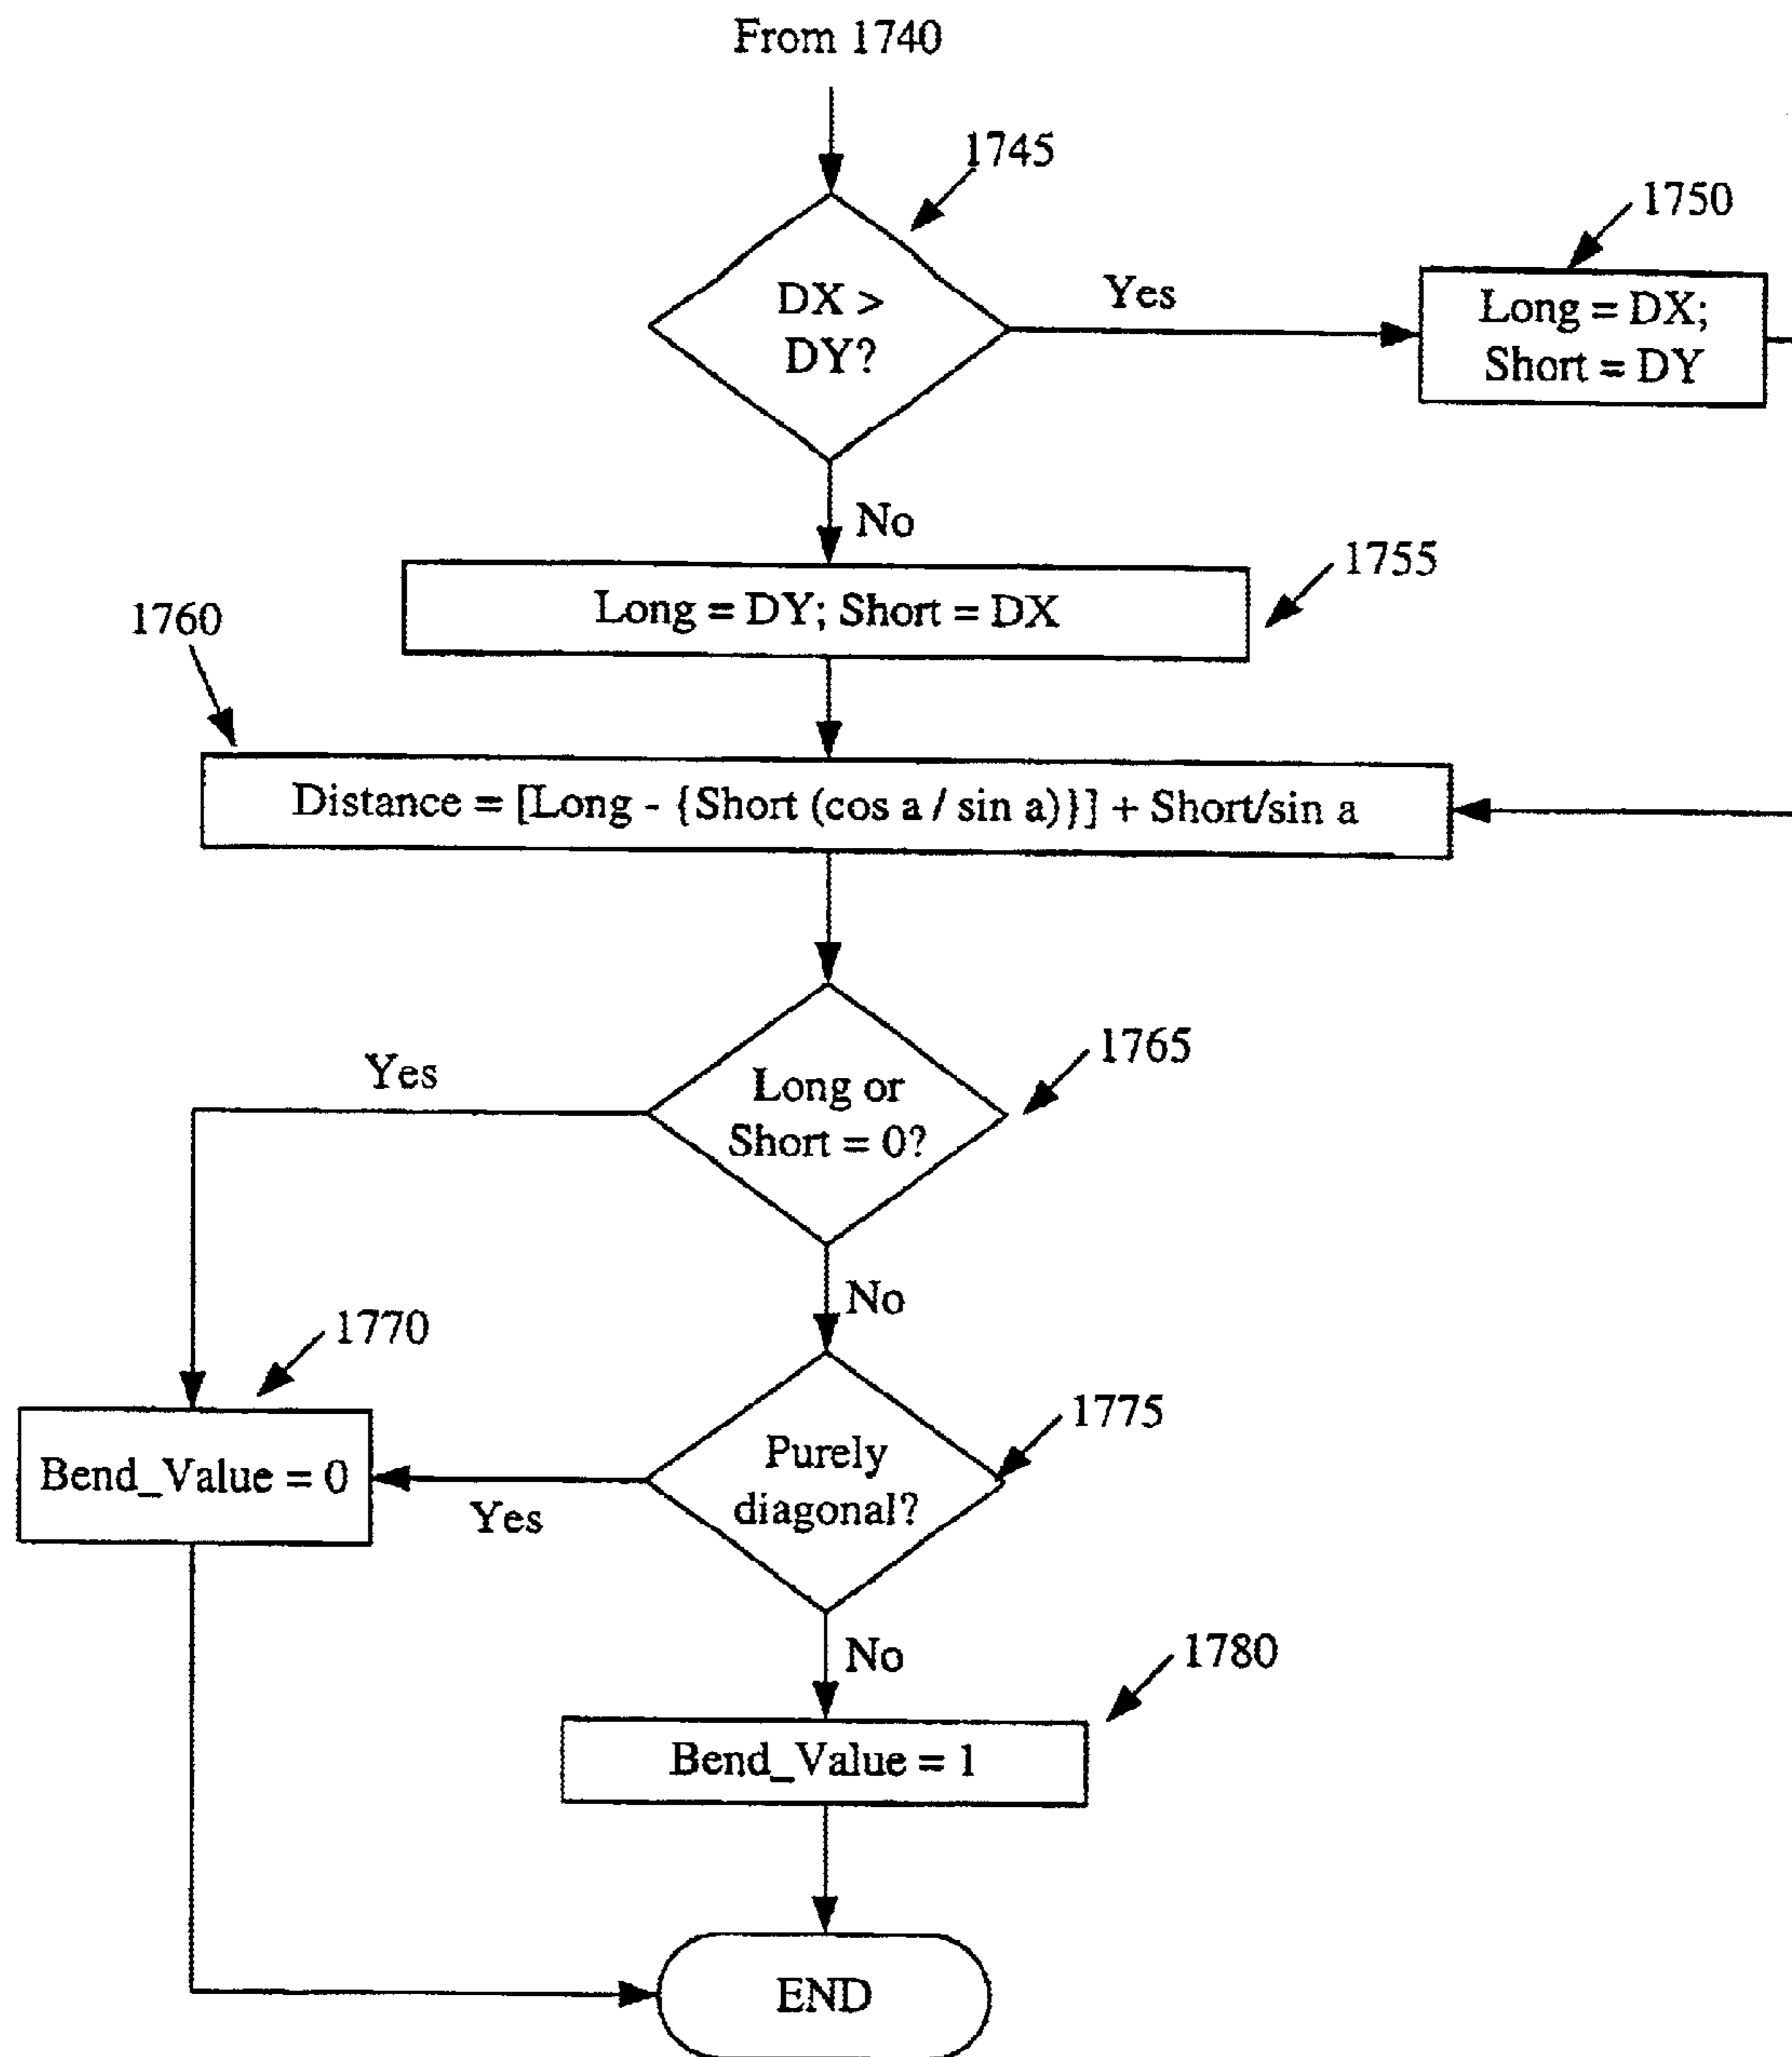 From 1740
1745
1750
DX >
DY?
Yes
Long = DX;
Short = DY
No
1755
Long = DY; Short = DX
1760
Distance = [Long - {Short (cos a / sin a)}] + Short/sin a
1765
Yes
Long or
Short = 0?
No
1770
1775
Bend_Value = 0
Purely
diagonal?
Yes
No
1780
Bend_Value = 1
END